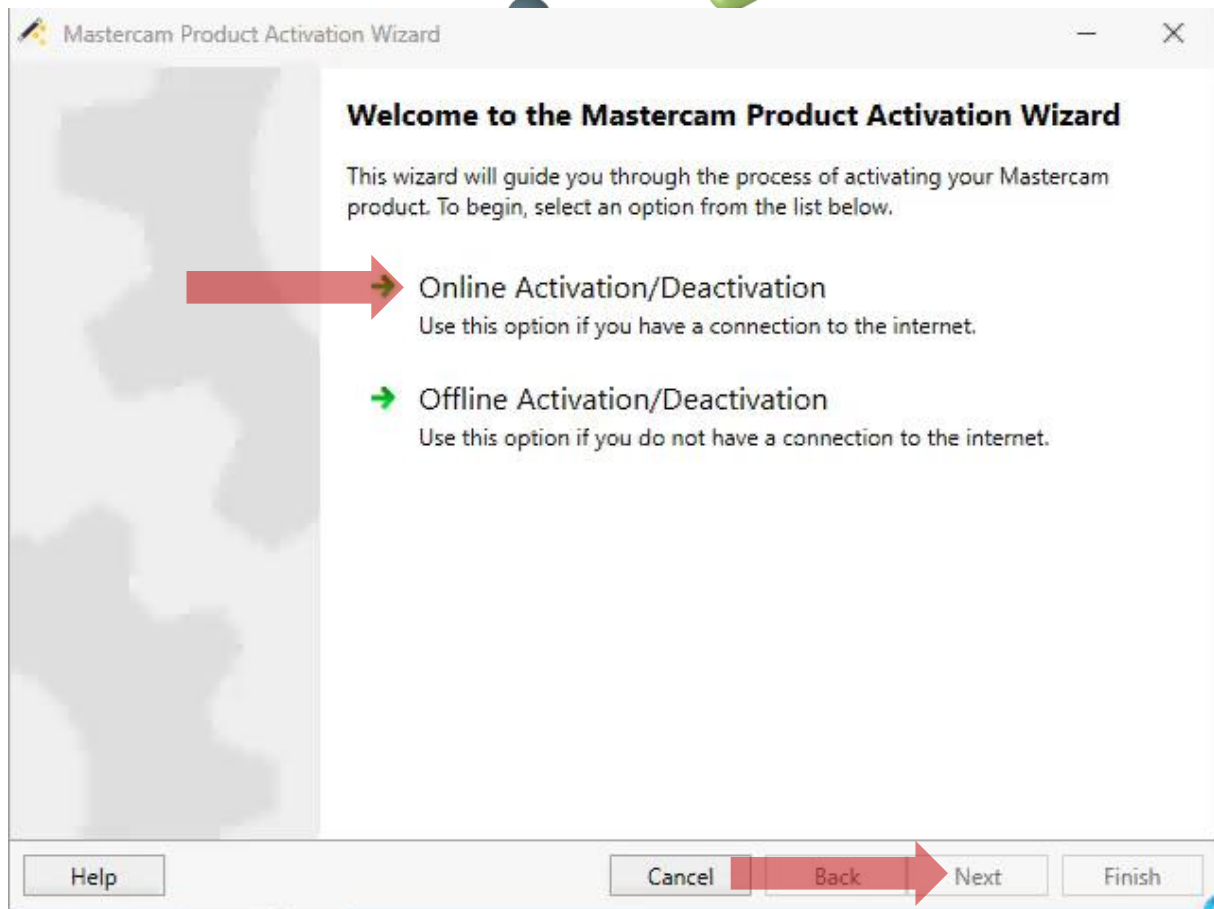 Mastercam Product Activation Wizard
Welcome to the Mastercam Product Activation Wizard
This wizard will guide you through the process of activating your Mastercam
product. To begin, select an option from the list below.
Online Activation/Deactivation
Use this option if you have a connection to the internet.
Offline Activation/Deactivation
Use this option if you do not have a connection to the internet.
Help
Cancel
Back
Next
Finish